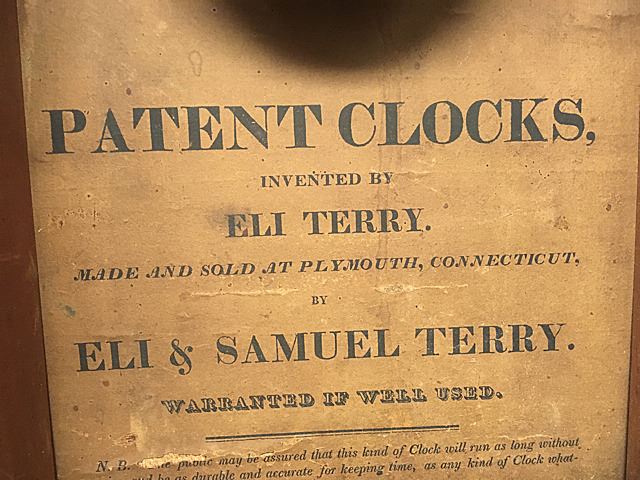 PATENT CLOCKS,
INVENTED BY
ELI TERRY.
MADE AND SOLD AT PLYMOUTH, CONNECTICUT,
BY
ELI & SAMUEL TERRY.
WARRANTED IF WELL USED.
N. B. public may be assured that this kind of Clock will run as long without
be as durable and accurate for keeping time, as any kind of Clock what-